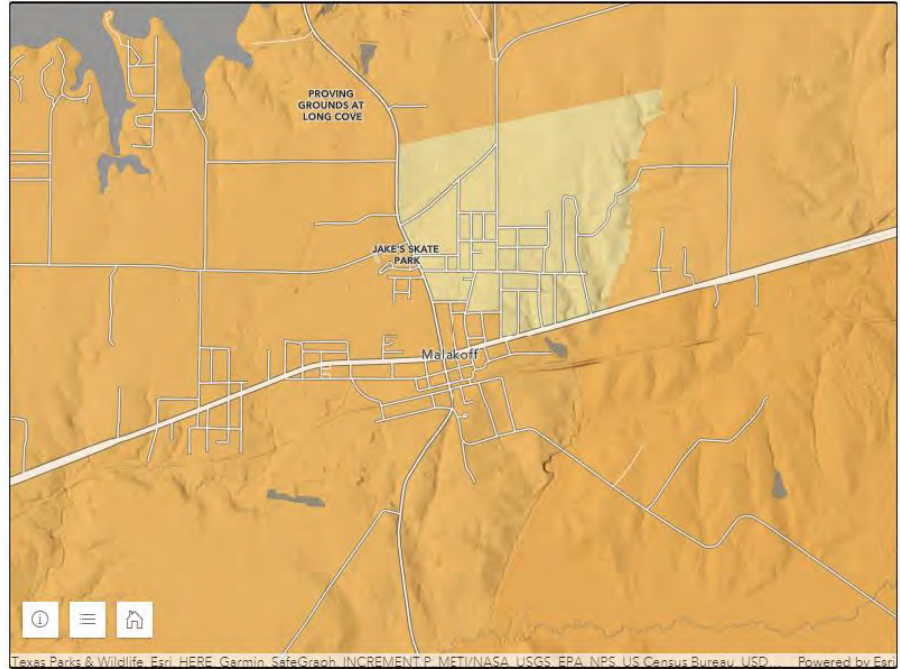 PROVING
GROUNDS AT
LONG COVE
JAKE'S SKATE
PARK
Malakoff
Texas Parks & Wildlife, Esri, HERE, Garmin, SafeGraph, INCREMENT P, METI/NASA, USGS, EPA, NPS, US Census Bureau, USD Powered by Esri